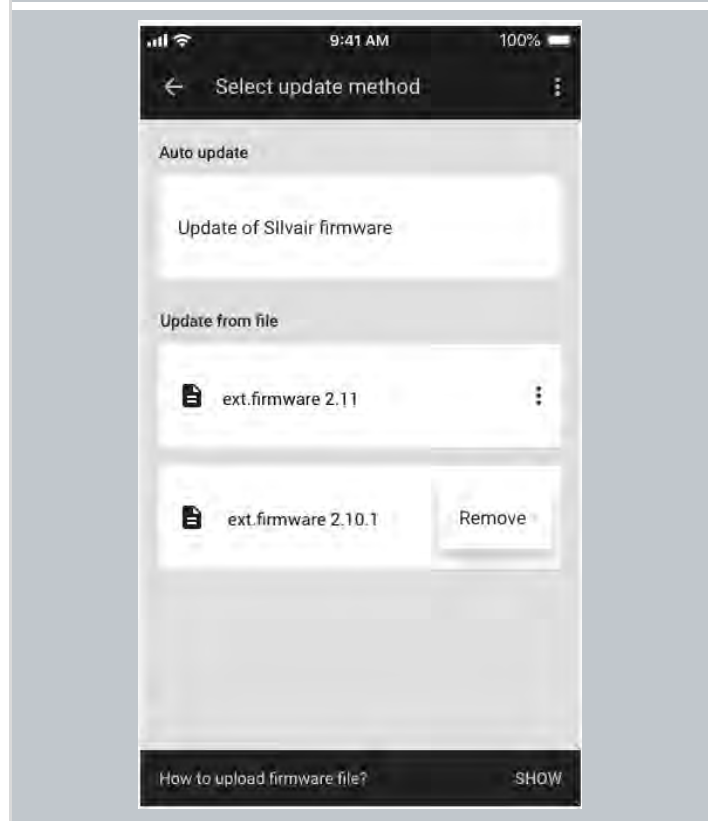 9:41 AM 100%
Select update method
Auto update
Update of SIlvair firmware
Update from file
ext.firmware 2.11
ext.firmware 2.10.1 Remove
How to upload firmware file? SHOW